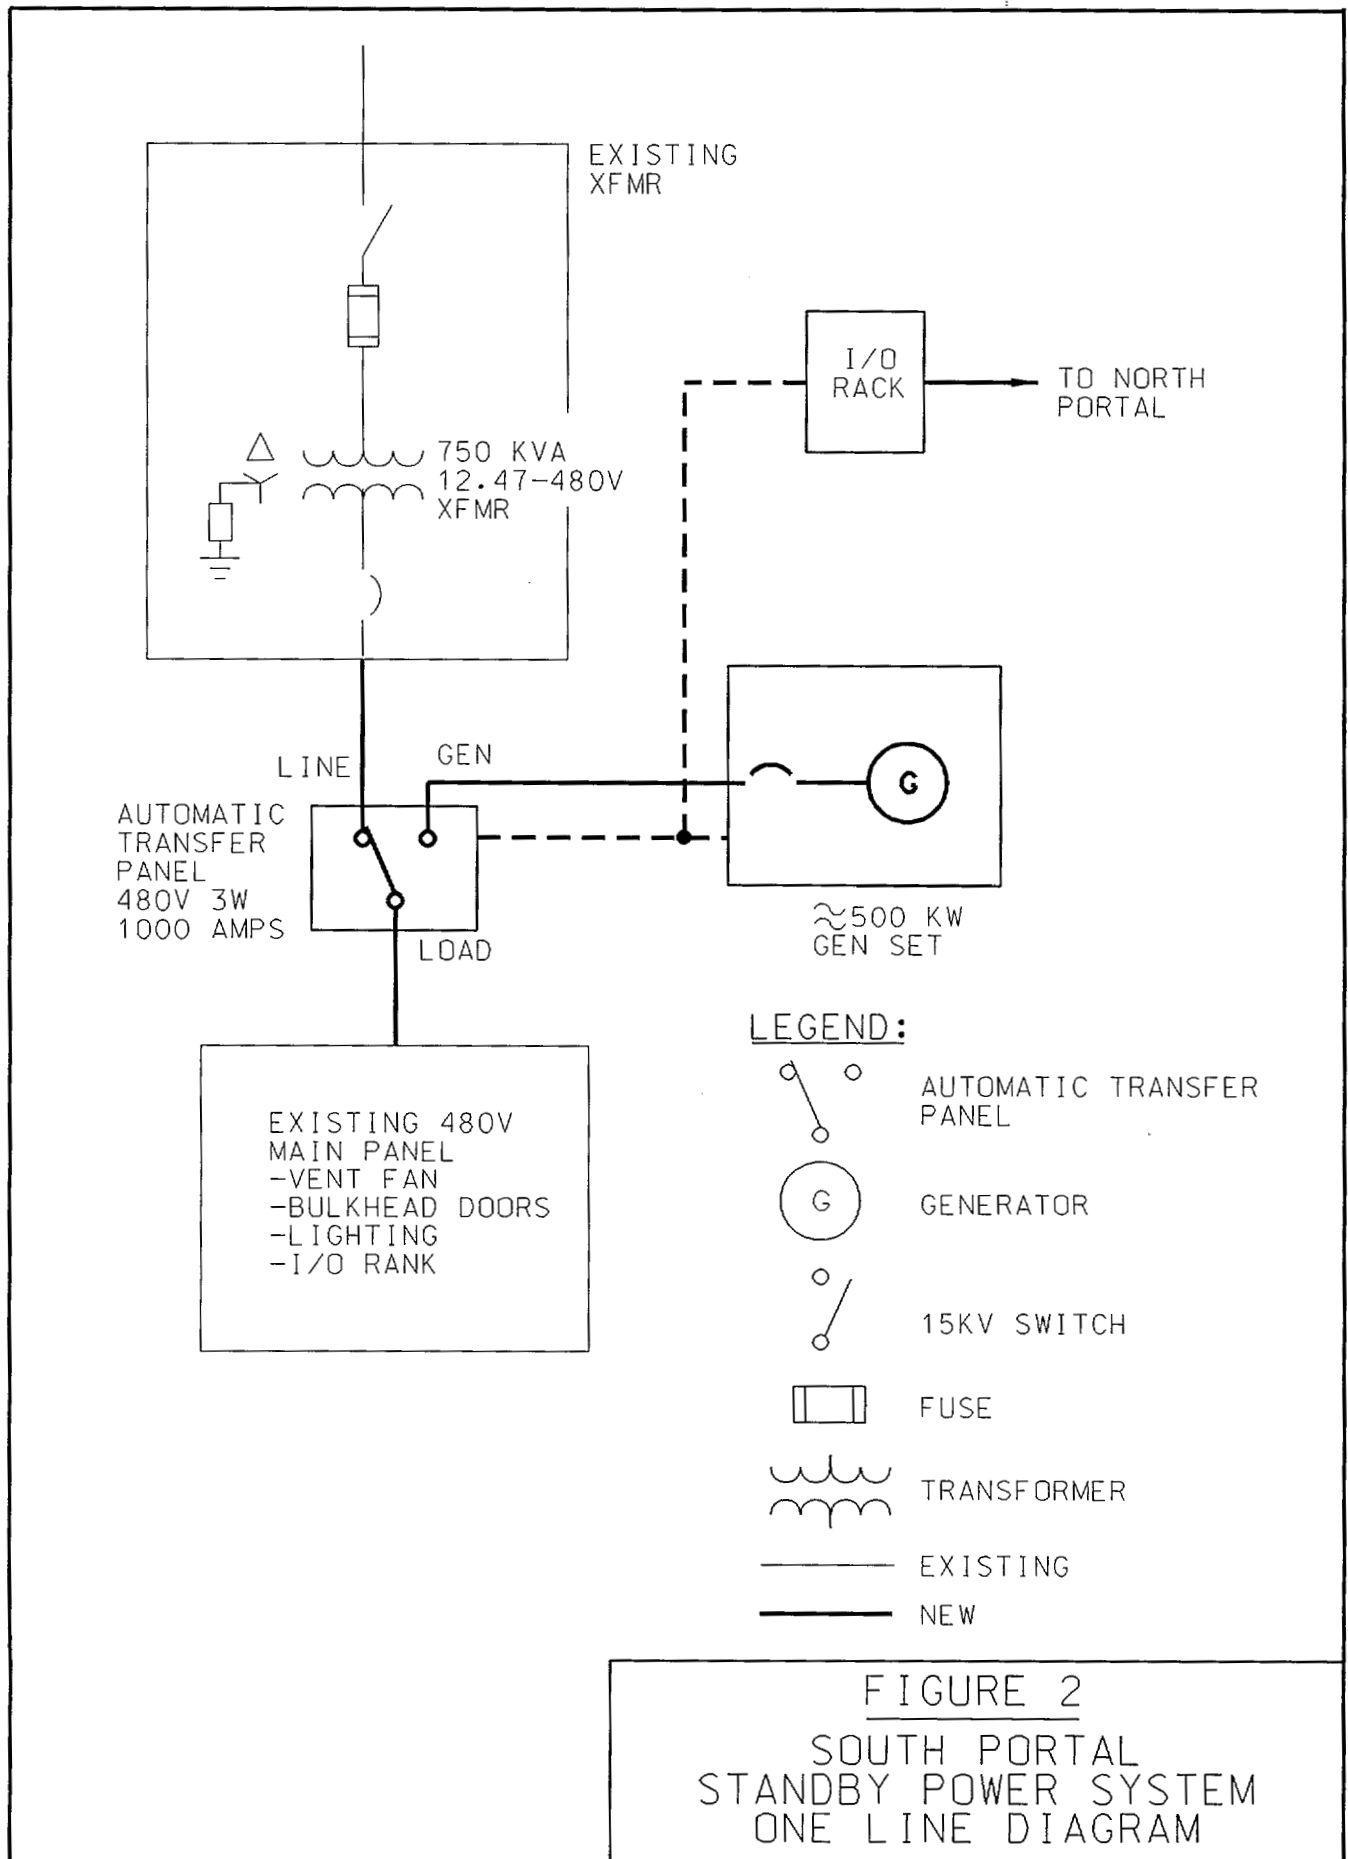 EXISTING
XFMR
750 KVA
12.47-480V
XFMR
I/O
RACK
TO NORTH
PORTAL
LINE
GEN
AUTOMATIC
TRANSFER
PANEL
480V 3W
1000 AMPS
LOAD
G
≈500 KW
GEN SET
EXISTING 480V
MAIN PANEL
-VENT FAN
-BULKHEAD DOORS
-LIGHTING
-I/O RANK
LEGEND:
AUTOMATIC TRANSFER
PANEL
G
GENERATOR
15KV SWITCH
FUSE
TRANSFORMER
EXISTING
NEW
FIGURE 2
SOUTH PORTAL
STANDBY POWER SYSTEM
ONE LINE DIAGRAM